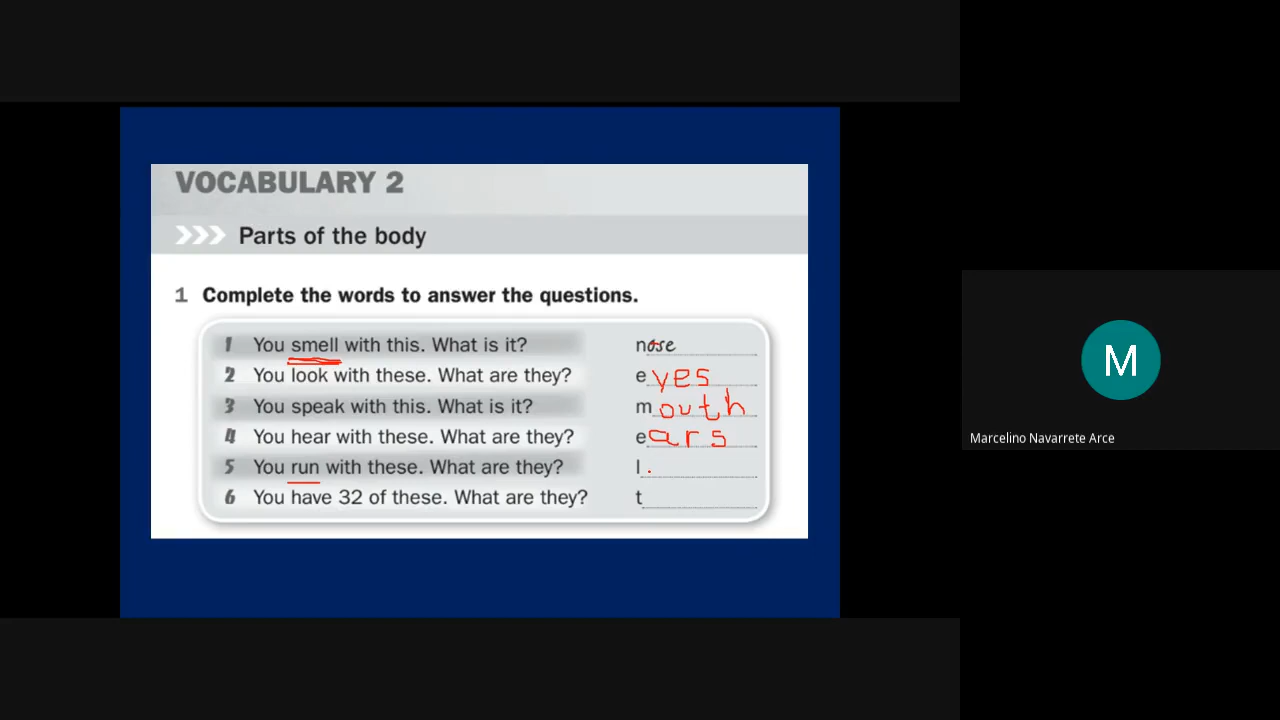 VOCABULARY 2
>>> Parts of the body
1 Complete the words to answer the questions.
1 You smell with this. What is it? nose
2 You look with these. What are they? eyes
3 You speak with this. What is it? mouth
4 You hear with these. What are they? ears
5 You run with these. What are they? l
6 You have 32 of these. What are they? t
M
Marcelino Navarrete Arce